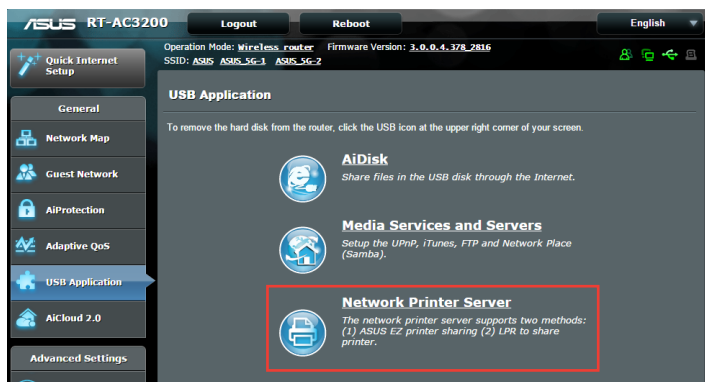 ASUS RT-AC3200 Logout Reboot English
Quick Internet Setup
Operation Mode: Wireless router Firmware Version: 3.0.0.4.378_2816
SSID: ASUS ASUS_5G-1 ASUS_5G-2
General
Network Map
Guest Network
AiProtection
Adaptive QoS
USB Application
AiCloud 2.0
Advanced Settings
USB Application
To remove the hard disk from the router, click the USB icon at the upper right corner of your screen.
AiDisk
Share files in the USB disk through the Internet.
Media Services and Servers
Setup the UPnP, iTunes, FTP and Network Place
(Samba).
Network Printer Server
The network printer server supports two methods:
(1) ASUS EZ printer sharing (2) LPR to share
printer.